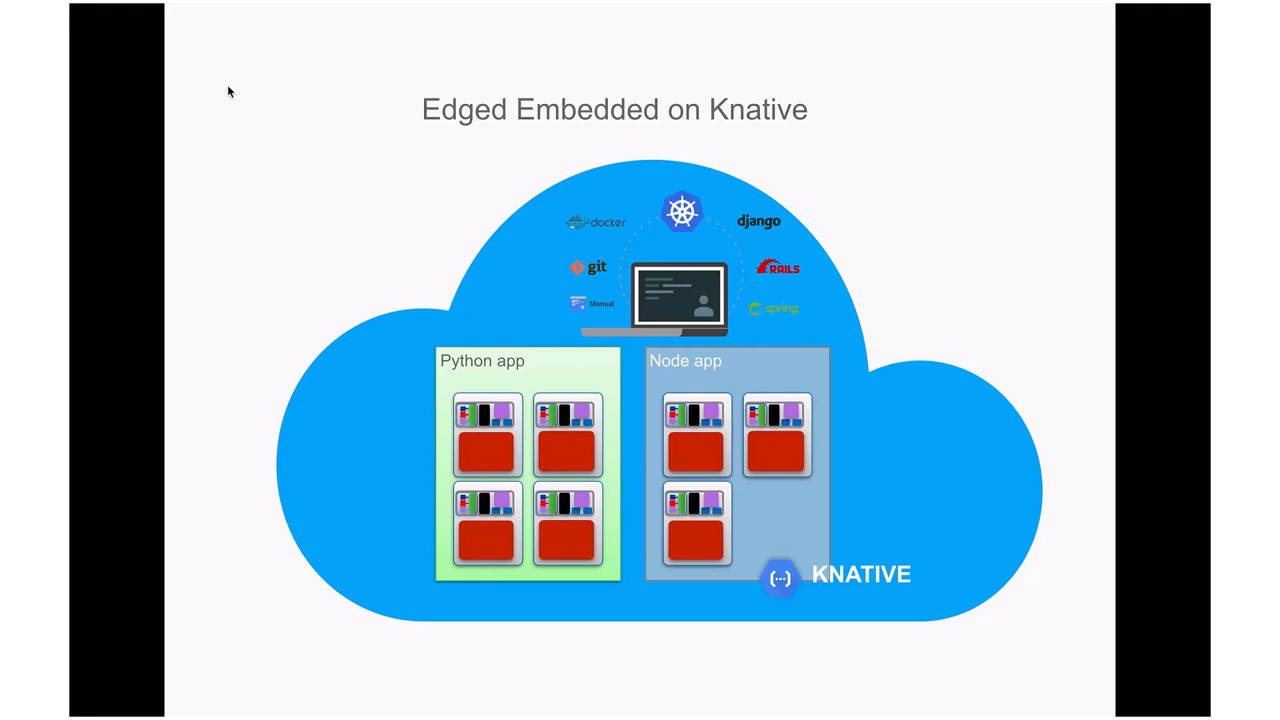 Edged Embedded on Knative
docker
django
git
RAILS
Manual
spring
Python app
Node app
KNATIVE